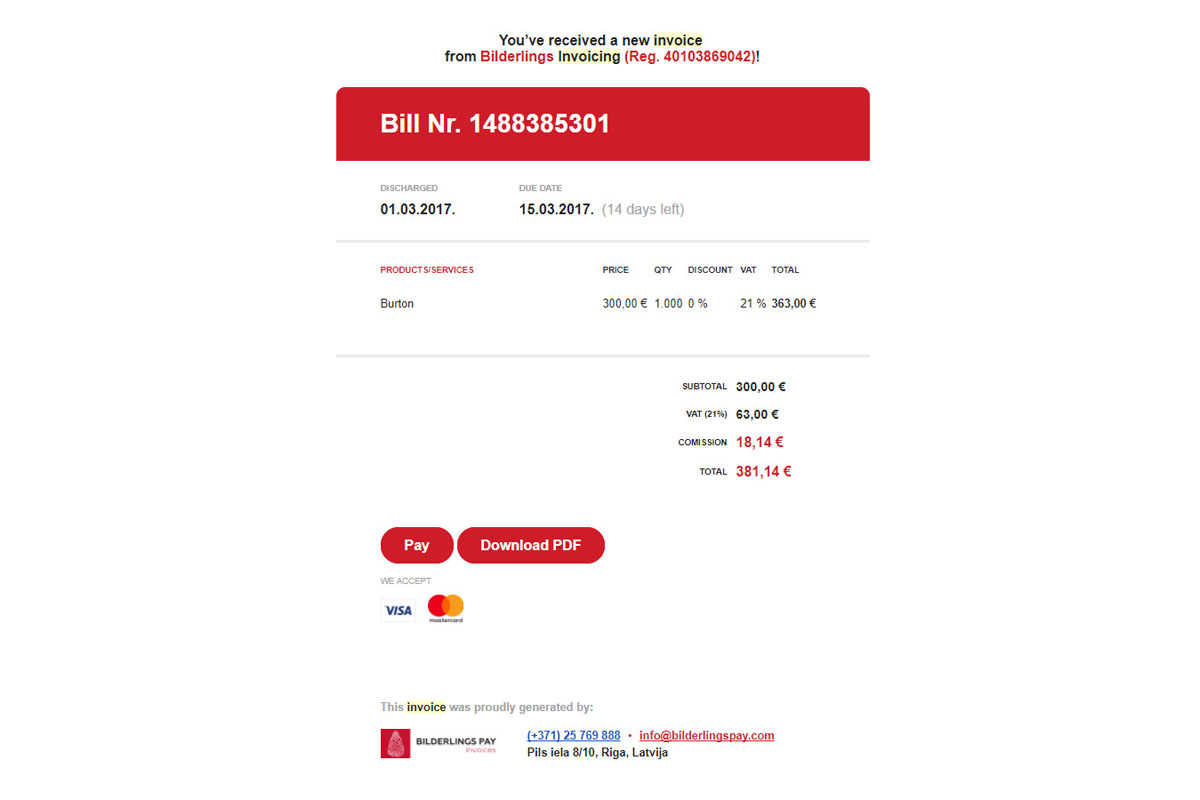 You’ve received a new invoice
from Bilderlings Invoicing (Reg. 40103869042)!
Bill Nr. 1488385301
DISCHARGED DUE DATE
01.03.2017. 15.03.2017. (14 days left)
PRODUCTS/SERVICES PRICE QTY DISCOUNT VAT TOTAL
Burton 300,00 € 1.000 0 % 21 % 363,00 €
SUBTOTAL 300,00 €
VAT (21%) 63,00 €
COMISSION 18,14 €
TOTAL 381,14 €
Pay Download PDF
WE ACCEPT
VISA mastercard
This invoice was proudly generated by:
BILDERLINGS PAY
invoices
(+371) 25 769 888 • info@bilderlingspay.com
Pils iela 8/10, Riga, Latvija